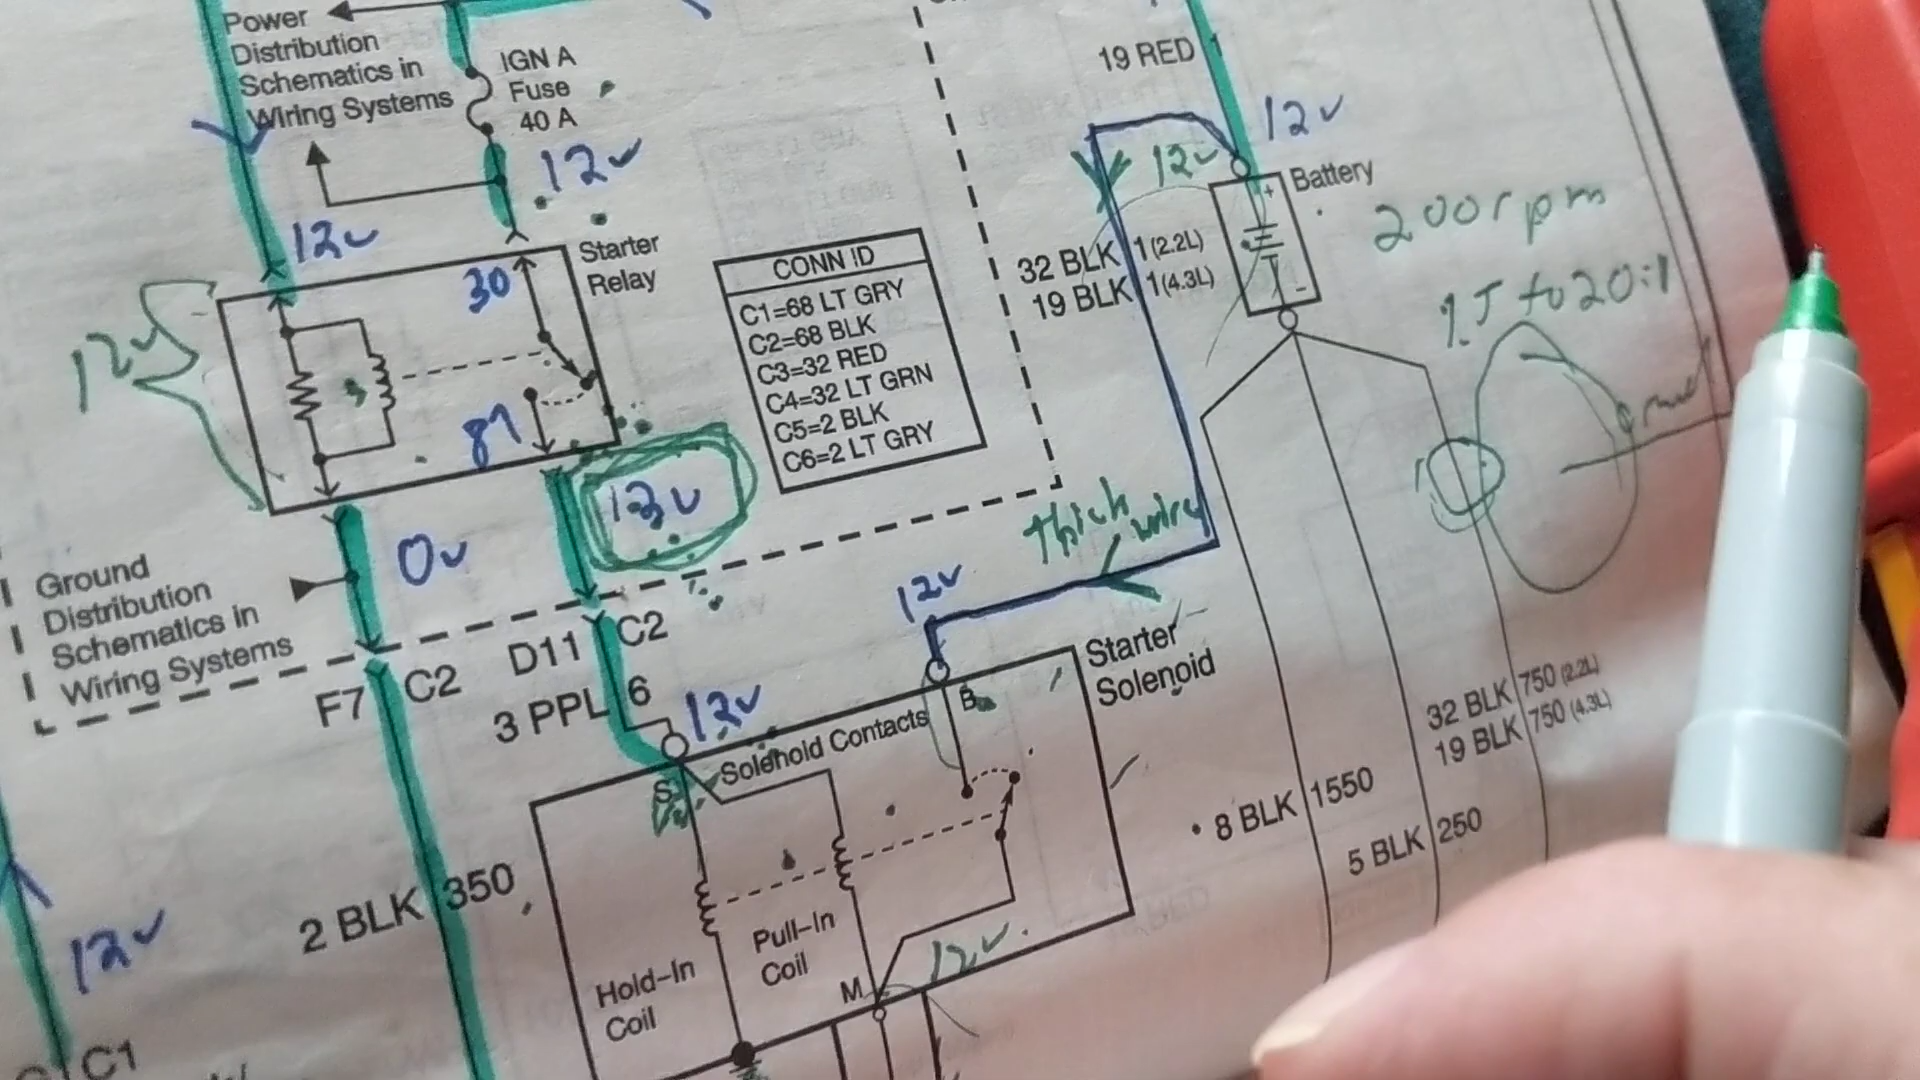 Power
Distribution
Schematics in
Wiring Systems
IGN A
Fuse
40 A
12v
12v
Starter
Relay
30
87
12v
13v
CONN ID
C1=68 LT GRY
C2=68 BLK
C3=32 RED
C4=32 LT GRN
C5=2 BLK
C6=2 LT GRY
19 RED 1
12v
12v
+
Battery
-
32 BLK 1 (2.2L)
19 BLK 1 (4.3L)
200 rpm
to 20:1
Ground
Distribution
Schematics in
Wiring Systems
0v
F7 C2
D11 C2
3 PPL 6
12v
thick wire
12v
Starter
Solenoid
B
S
Solenoid Contacts
2 BLK 350
Hold-In
Coil
Pull-In
Coil
M
12v
8 BLK 1550
5 BLK 250
32 BLK 750 (2.2L)
19 BLK 750 (4.3L)
12v
C1